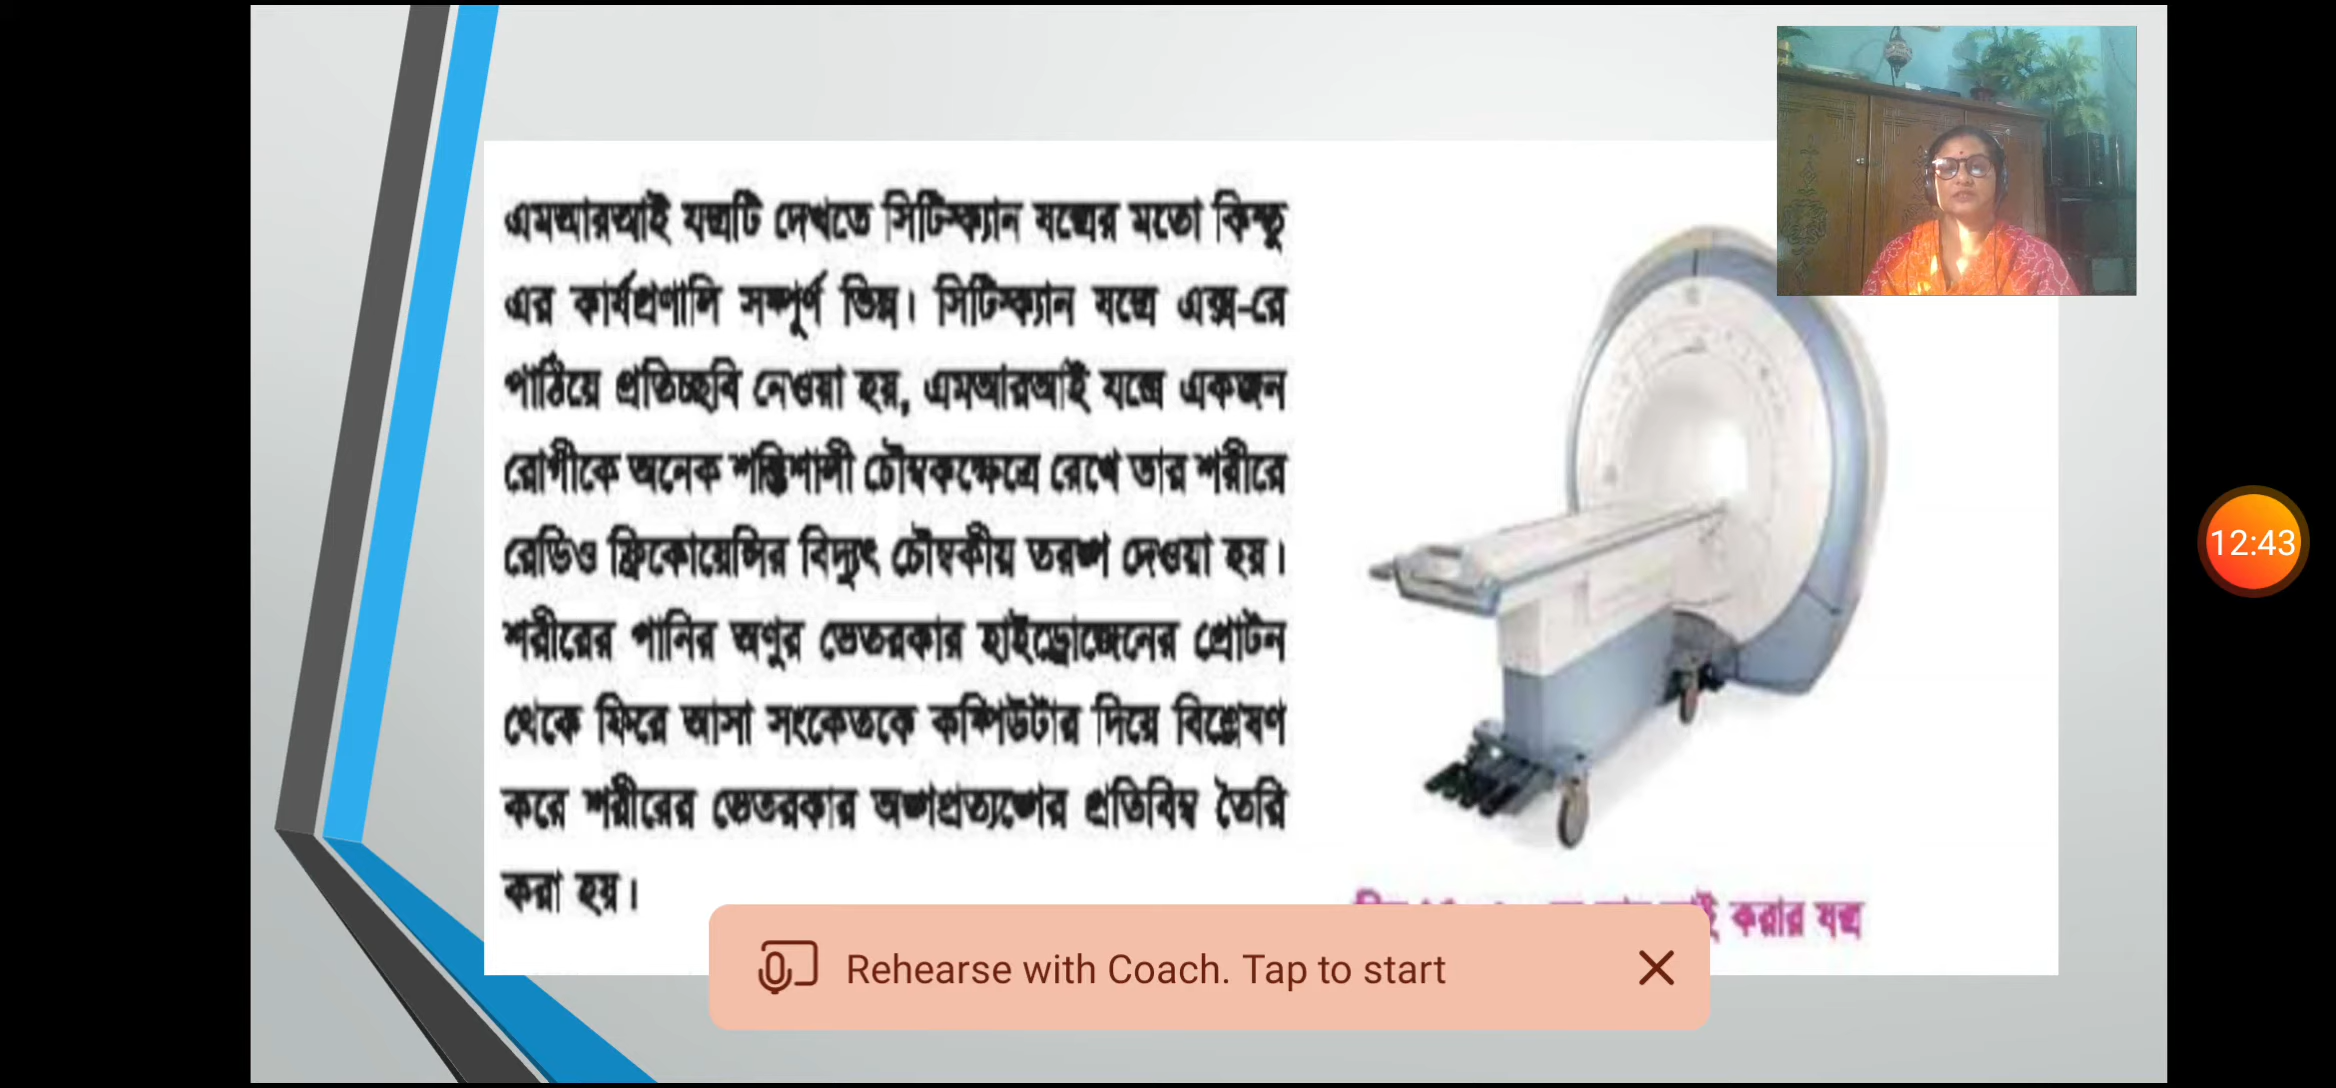 এমআরআই যন্ত্রটি দেখতে সিটিস্ক্যান যন্ত্রের মতো কিন্তু
এর কার্যপ্রণালি সম্পূর্ণ ভিন্ন। সিটিস্ক্যান যন্ত্রে এক্স-রে
পাঠিয়ে প্রতিচ্ছবি নেওয়া হয়, এমআরআই যন্ত্রে একজন
রোগীকে অনেক শক্তিশালী চৌম্বকক্ষেত্রে রেখে তার শরীরে
রেডিও ফ্রিকোয়েন্সির বিদ্যুৎ চৌম্বকীয় তরঙ্গ দেওয়া হয়।
শরীরের পানির অণুর ভেতরকার হাইড্রোজেনের প্রোটন
থেকে ফিরে আসা সংকেতকে কম্পিউটার দিয়ে বিশ্লেষণ
করে শরীরের ভেতরকার অঙ্গপ্রত্যঙ্গের প্রতিবিম্ব তৈরি
করা হয়।
করার যন্ত্র
Rehearse with Coach. Tap to start
12:43